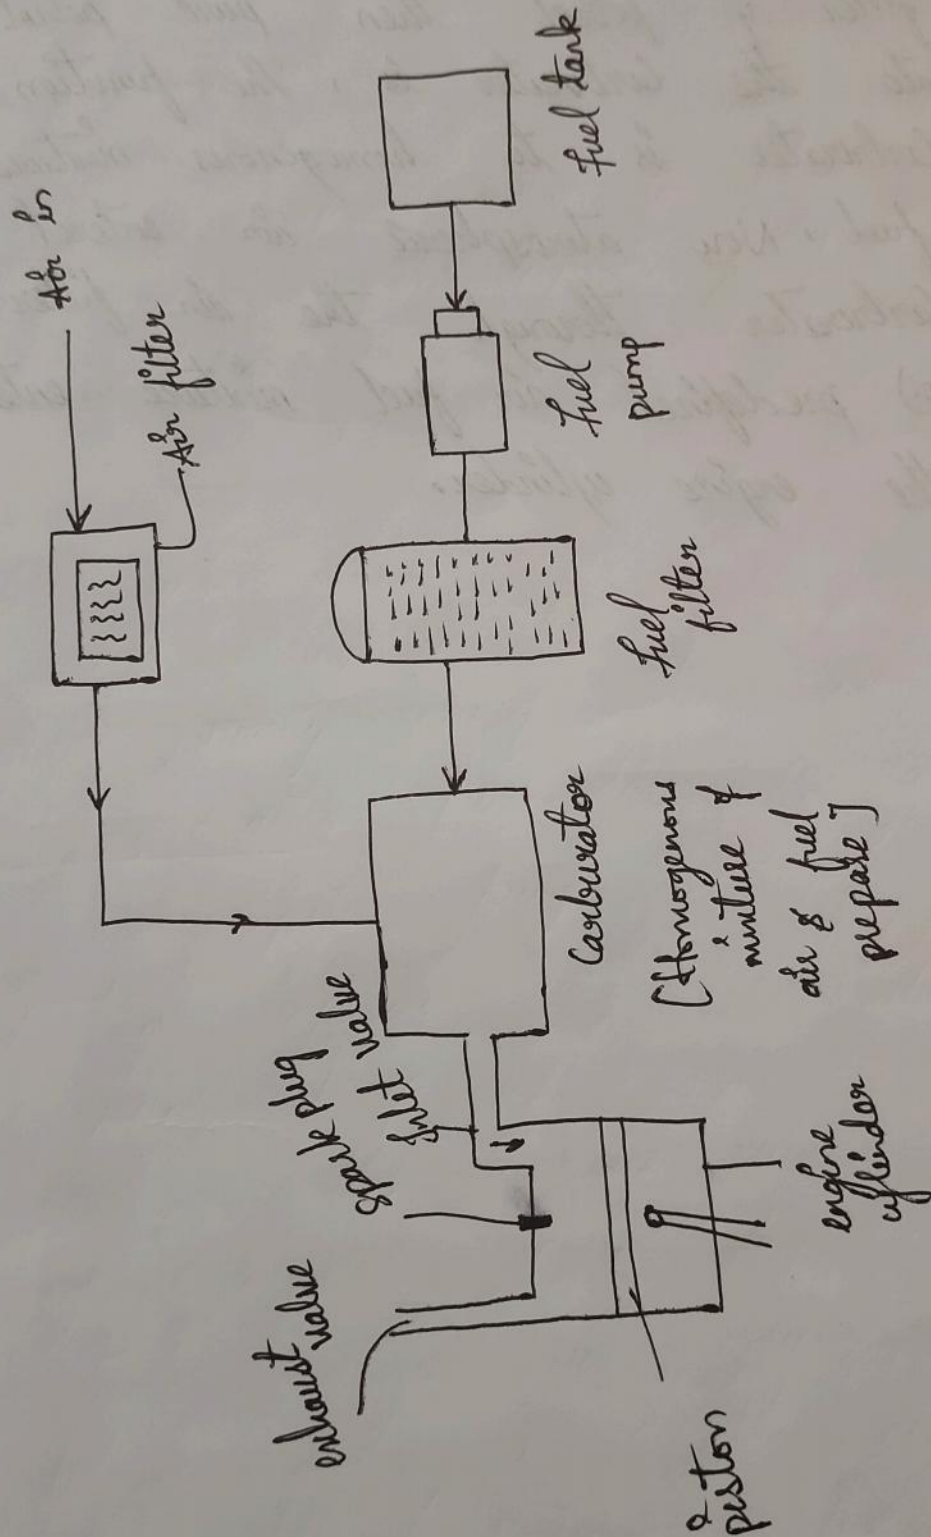 Air in
Air filter
fuel tank
fuel
pump
fuel
filter
Carburator
[Homogenous
mixture of
air & fuel
prepare]
Inlet valve
spark plug
exhaust
valve
engine
cylinder
piston